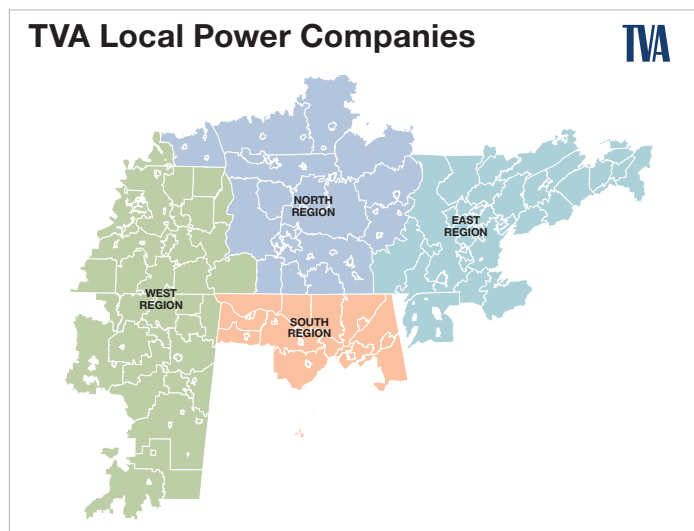 TVA Local Power Companies
TVA
NORTH
REGION
EAST
REGION
WEST
REGION
SOUTH
REGION